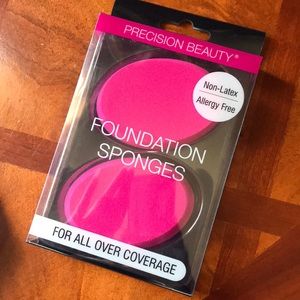 PRECISION BEAUTY®
Non-Latex
Allergy Free
FOUNDATION
SPONGES
FOR ALL OVER COVERAGE